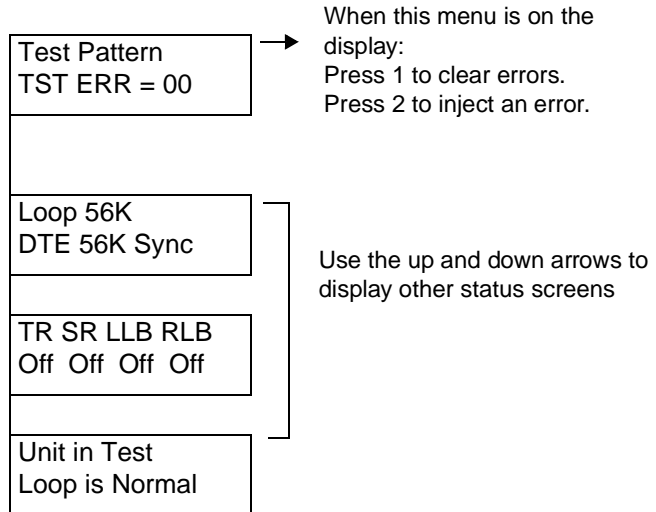 When this menu is on the
display:
Press 1 to clear errors.
Press 2 to inject an error.
Test Pattern
TST ERR = 00
Loop 56K
DTE 56K Sync
Use the up and down arrows to
display other status screens
TR SR LLB RLB
Off Off Off Off
Unit in Test
Loop is Normal